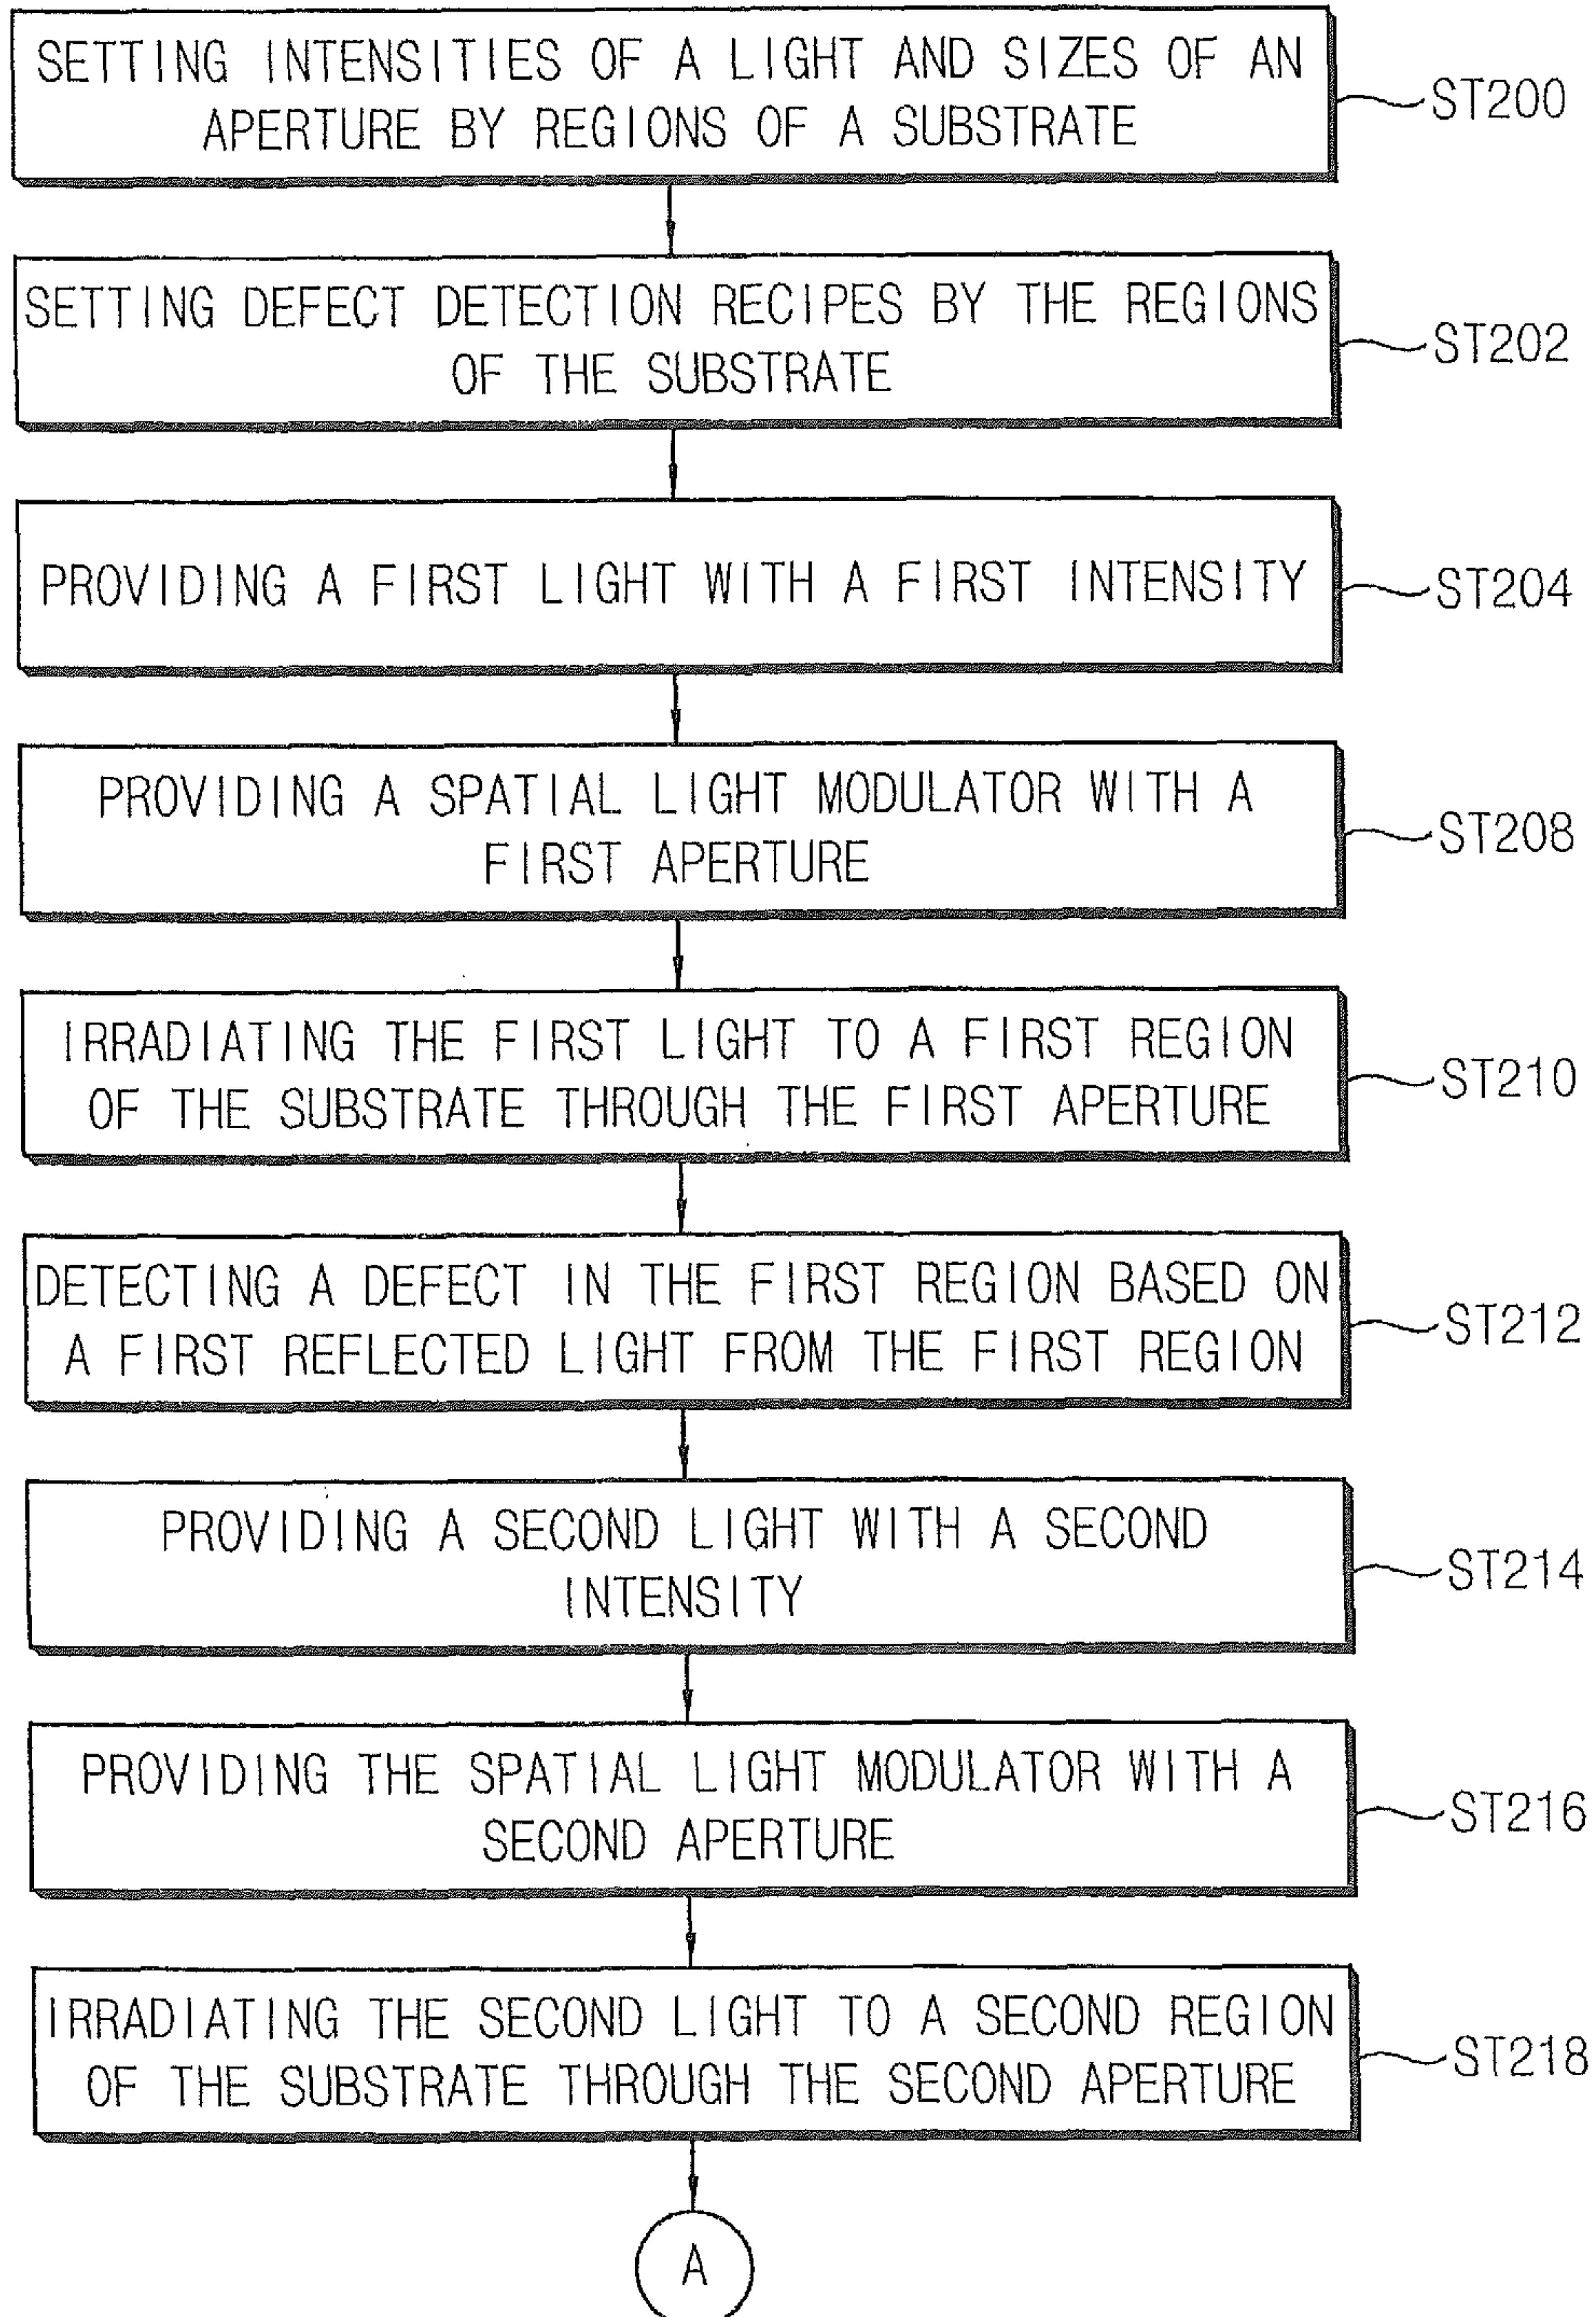 SETTING INTENSITIES OF A LIGHT AND SIZES OF AN
APERTURE BY REGIONS OF A SUBSTRATE
ST200
SETTING DEFECT DETECTION RECIPES BY THE REGIONS
OF THE SUBSTRATE
ST202
PROVIDING A FIRST LIGHT WITH A FIRST INTENSITY
ST204
PROVIDING A SPATIAL LIGHT MODULATOR WITH A
FIRST APERTURE
ST208
IRRADIATING THE FIRST LIGHT TO A FIRST REGION
OF THE SUBSTRATE THROUGH THE FIRST APERTURE
ST210
DETECTING A DEFECT IN THE FIRST REGION BASED ON
A FIRST REFLECTED LIGHT FROM THE FIRST REGION
ST212
PROVIDING A SECOND LIGHT WITH A SECOND
INTENSITY
ST214
PROVIDING THE SPATIAL LIGHT MODULATOR WITH A
SECOND APERTURE
ST216
IRRADIATING THE SECOND LIGHT TO A SECOND REGION
OF THE SUBSTRATE THROUGH THE SECOND APERTURE
ST218
A